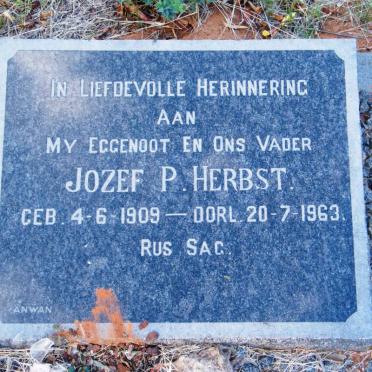 In Liefdevolle Herinnering
Aan
My Eggenoot En Ons Vader
Jozef P. Herbst.
Geb. 4-6-1909 — Oorl. 20-7-1963.
Rus Sag.
Anwan